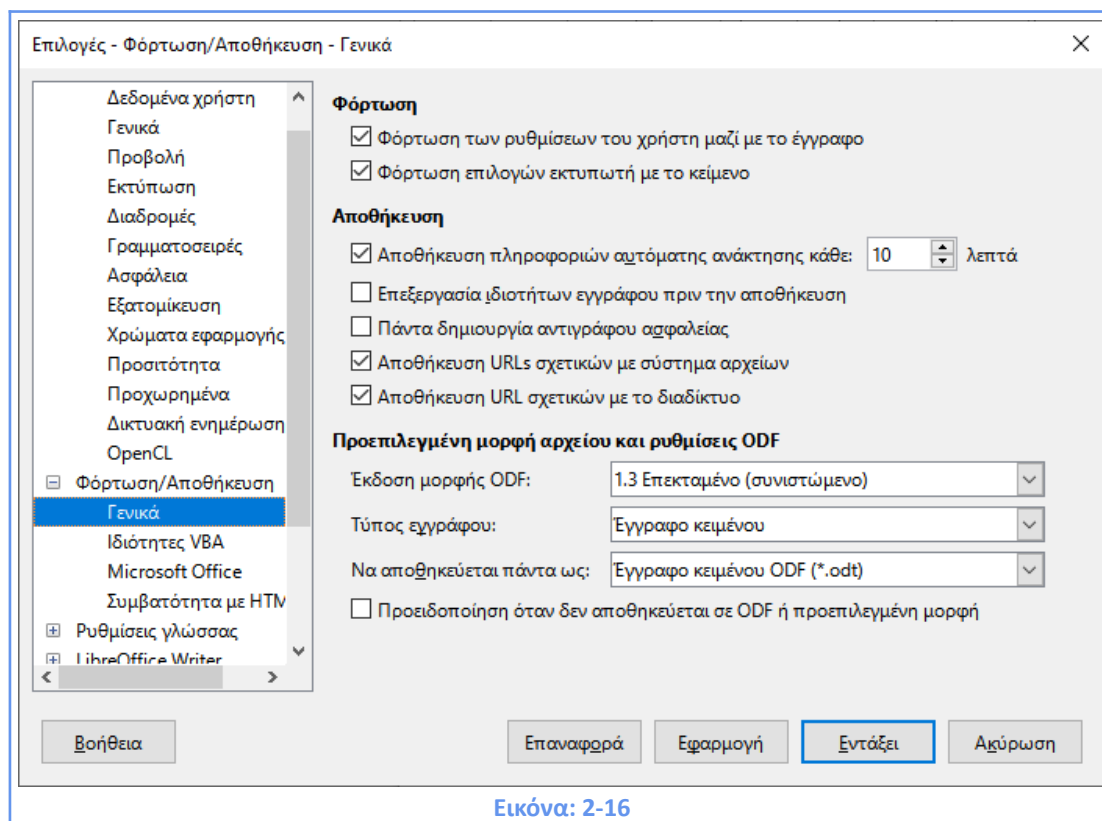 Επιλογές - Φόρτωση/Αποθήκευση - Γενικά
Δεδομένα χρήστη
Γενικά
Προβολή
Εκτύπωση
Διαδρομές
Γραμματοσειρές
Ασφάλεια
Εξατομίκευση
Χρώματα εφαρμογής
Προσιτότητα
Προχωρημένα
Δικτυακή ενημέρωση
OpenCL
Φόρτωση/Αποθήκευση
Γενικά
Ιδιότητες VBA
Microsoft Office
Συμβατότητα με HTM
Ρυθμίσεις γλώσσας
LibreOffice Writer
Φόρτωση
Φόρτωση των ρυθμίσεων του χρήστη μαζί με το έγγραφο
Φόρτωση επιλογών εκτυπωτή με το κείμενο
Αποθήκευση
Αποθήκευση πληροφοριών αυτόματης ανάκτησης κάθε: 10 λεπτά
Επεξεργασία ιδιοτήτων εγγράφου πριν την αποθήκευση
Πάντα δημιουργία αντιγράφου ασφαλείας
Αποθήκευση URLs σχετικών με σύστημα αρχείων
Αποθήκευση URL σχετικών με το διαδίκτυο
Προεπιλεγμένη μορφή αρχείου και ρυθμίσεις ODF
Έκδοση μορφής ODF: 1.3 Επεκταμένο (συνιστώμενο)
Τύπος εγγράφου: Έγγραφο κειμένου
Να αποθηκεύεται πάντα ως: Έγγραφο κειμένου ODF (*.odt)
Προειδοποίηση όταν δεν αποθηκεύεται σε ODF ή προεπιλεγμένη μορφή
Βοήθεια Επαναφορά Εφαρμογή Εντάξει Ακύρωση
Εικόνα: 2-16